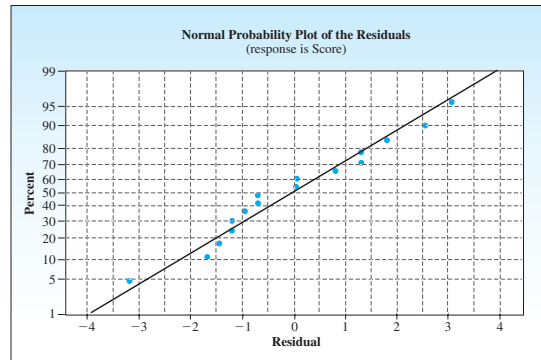 Normal Probability Plot of the Residuals
(response is Score)
99
95
90
80
70
60
50
40
30
20
10
5
1
Percent
−4 −3 −2 −1 0 1 2 3 4
Residual